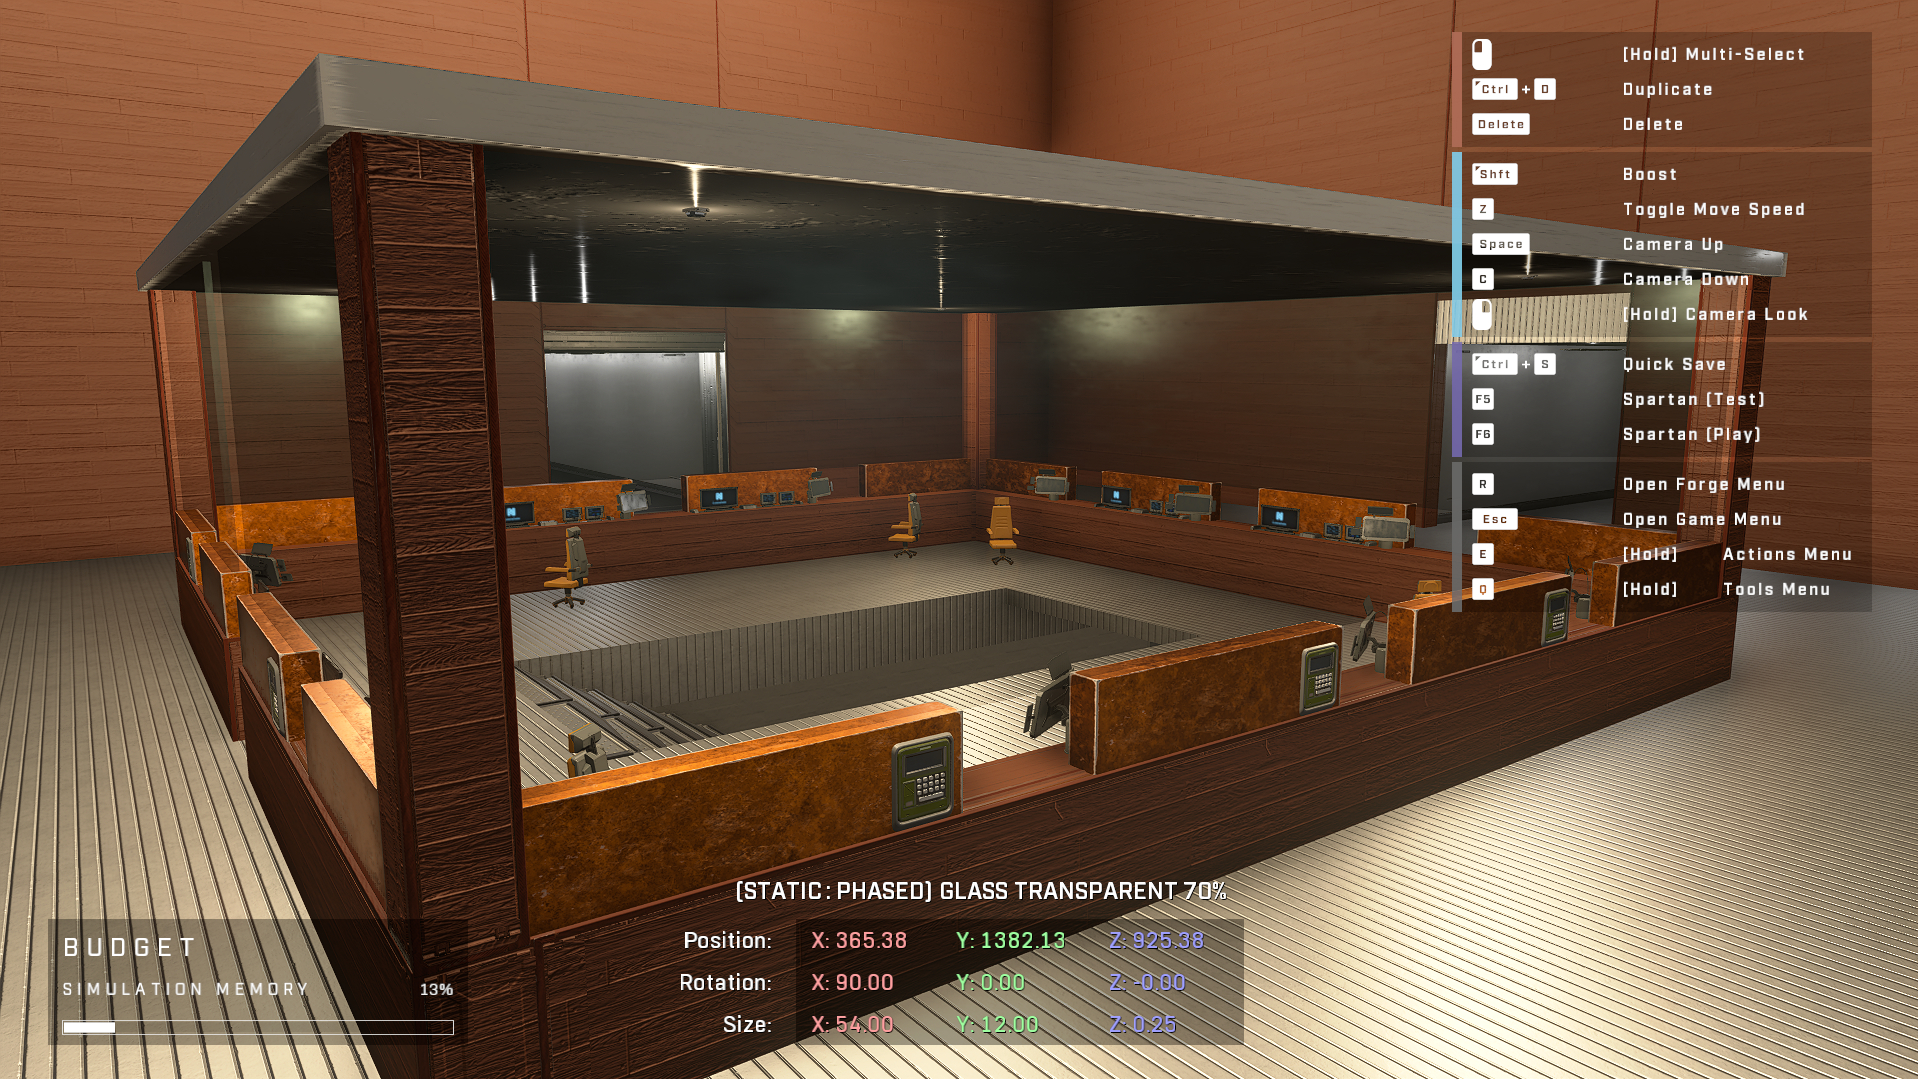 [Hold] Multi-Select
Ctrl + D Duplicate
Delete Delete
Shft Boost
Z Toggle Move Speed
Space Camera Up
C Camera Down
[Hold] Camera Look
Ctrl + S Quick Save
F5 Spartan (Test)
F6 Spartan (Play)
R Open Forge Menu
Esc Open Game Menu
E [Hold] Actions Menu
Q [Hold] Tools Menu
(STATIC: PHASED) GLASS TRANSPARENT 70%
Position: X: 365.38 Y: 1382.13 Z: 925.38
Rotation: X: 90.00 Y: 0.00 Z: -0.00
Size: X: 54.00 Y: 12.00 Z: 0.25
BUDGET
SIMULATION MEMORY 13%